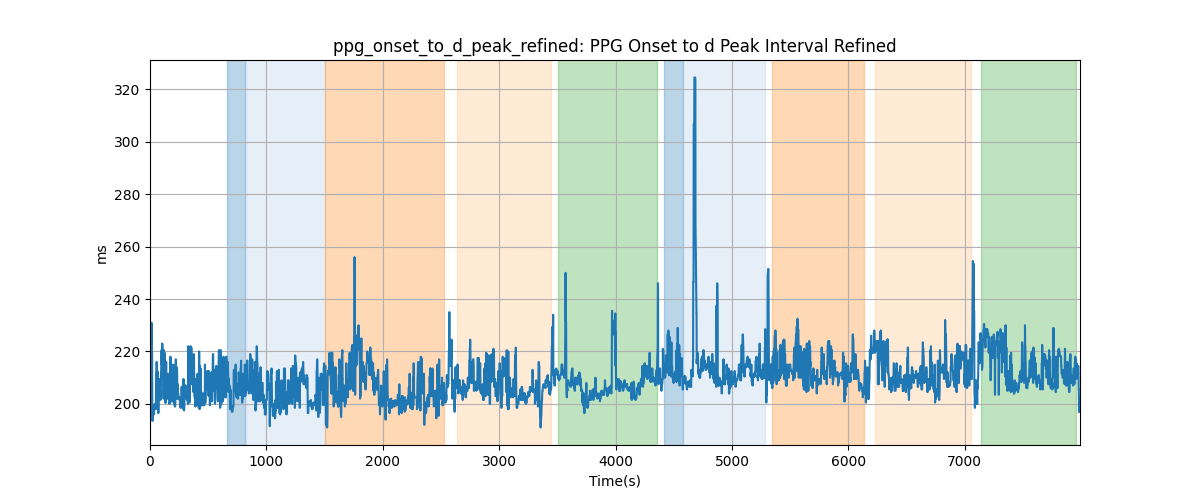 ppg_onset_to_d_peak_refined: PPG Onset to d Peak Interval Refined
320
300
280
260
240
220
200
ms
0 1000 2000 3000 4000 5000 6000 7000
Time(s)